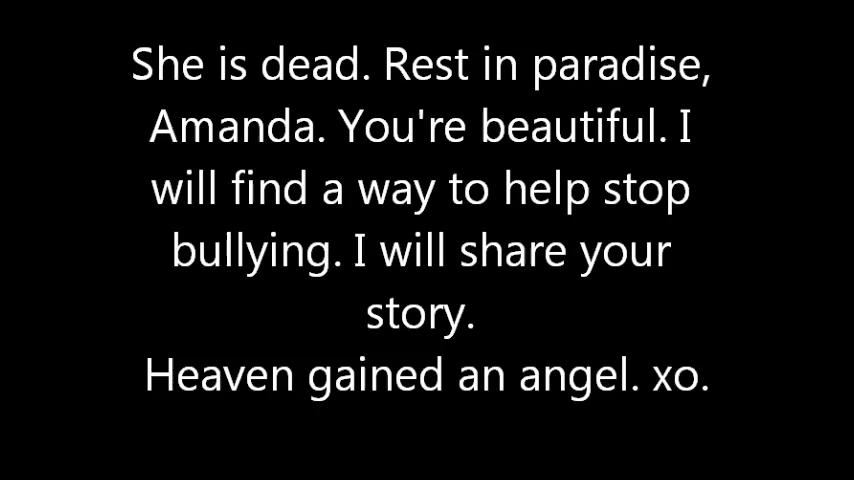 She is dead. Rest in paradise,
Amanda. You're beautiful. I
will find a way to help stop
bullying. I will share your
story.
Heaven gained an angel. xo.